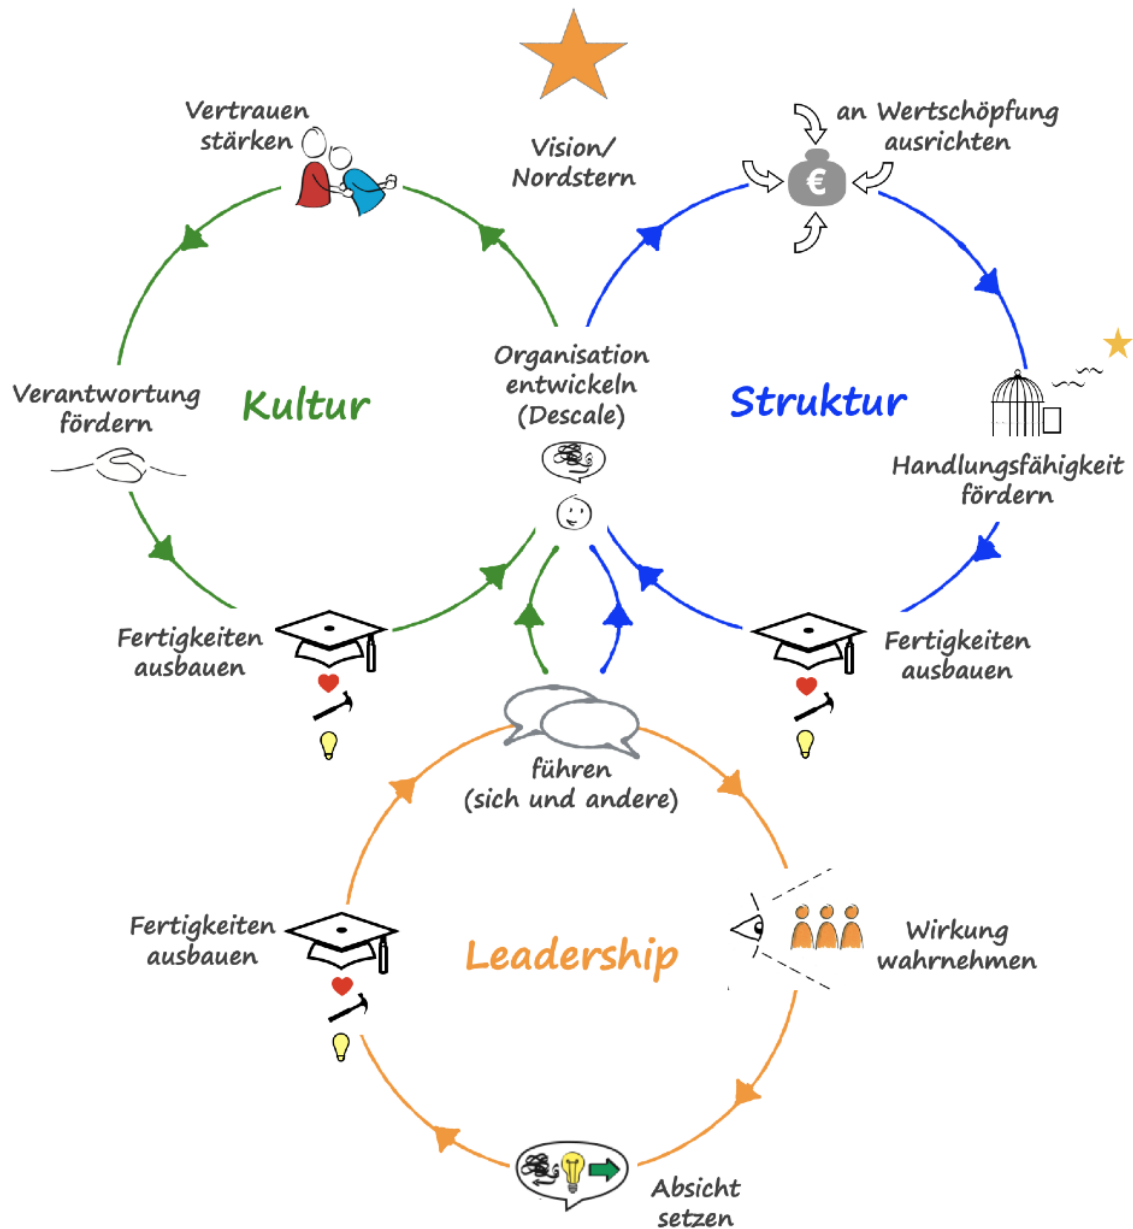 Vision/
Nordstern
Vertrauen
stärken
an Wertschöpfung
ausrichten
€
Organisation
entwickeln
(Descale)
Kultur
Struktur
Verantwortung
fördern
Handlungsfähigkeit
fördern
Fertigkeiten
ausbauen
Fertigkeiten
ausbauen
führen
(sich und andere)
Fertigkeiten
ausbauen
Leadership
Wirkung
wahrnehmen
Absicht
setzen